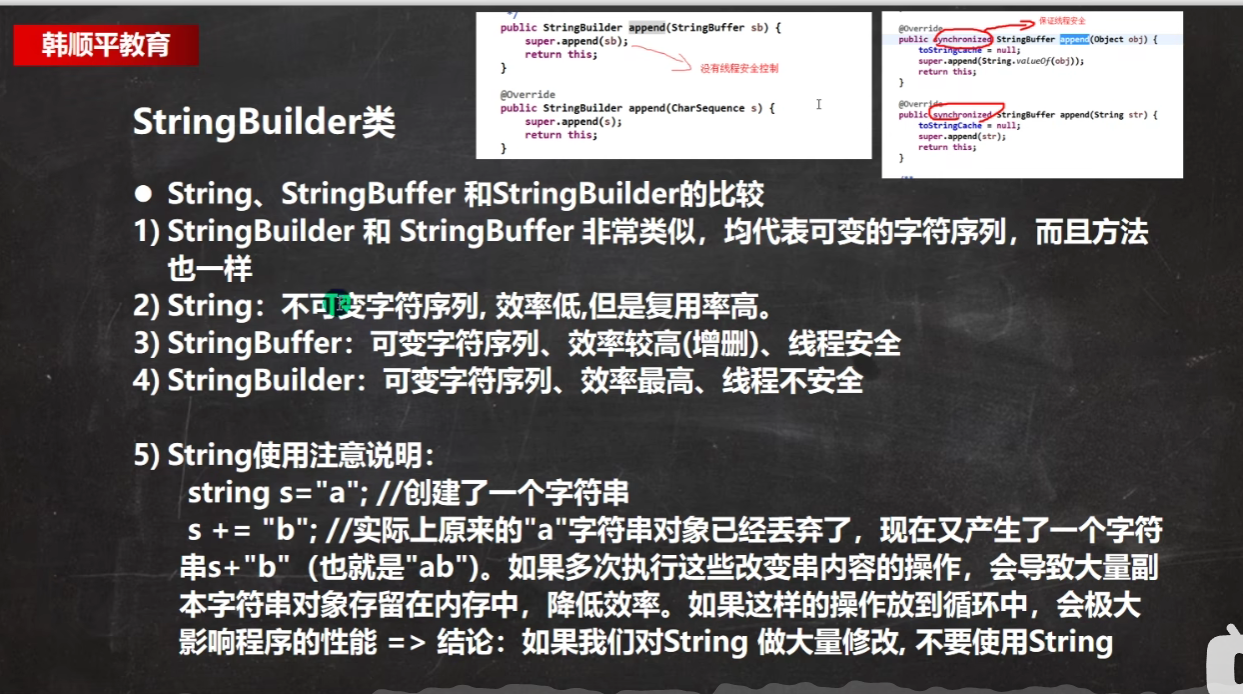 韩顺平教育
*/
public StringBuilder append(StringBuffer sb) {
super.append(sb);
return this;
}
没有线程安全控制
@Override
public StringBuilder append(CharSequence s) {
super.append(s);
return this;
}
保证线程安全
@Override
public synchronized StringBuffer append(Object obj) {
toStringCache = null;
super.append(String.valueOf(obj));
return this;
}
@Override
public synchronized StringBuffer append(String str) {
toStringCache = null;
super.append(str);
return this;
}
StringBuilder类
● String、StringBuffer 和StringBuilder的比较
1) StringBuilder 和 StringBuffer 非常类似，均代表可变的字符序列，而且方法
也一样
2) String：不可变字符序列, 效率低,但是复用率高。
3) StringBuffer：可变字符序列、效率较高(增删)、线程安全
4) StringBuilder：可变字符序列、效率最高、线程不安全
5) String使用注意说明：
string s="a"; //创建了一个字符串
s += "b"; //实际上原来的"a"字符串对象已经丢弃了，现在又产生了一个字符
串s+"b"（也就是"ab")。如果多次执行这些改变串内容的操作，会导致大量副
本字符串对象存留在内存中，降低效率。如果这样的操作放到循环中，会极大
影响程序的性能 => 结论：如果我们对String 做大量修改, 不要使用String